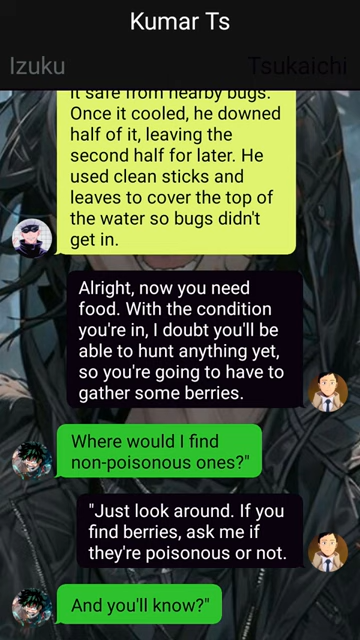 Kumar Ts
Izuku
Tsukaichi
it safe from nearby bugs.
Once it cooled, he downed
half of it, leaving the
second half for later. He
used clean sticks and
leaves to cover the top of
the water so bugs didn't
get in.
Alright, now you need
food. With the condition
you're in, I doubt you'll be
able to hunt anything yet,
so you're going to have to
gather some berries.
Where would I find
non-poisonous ones?"
"Just look around. If you
find berries, ask me if
they're poisonous or not.
And you'll know?"